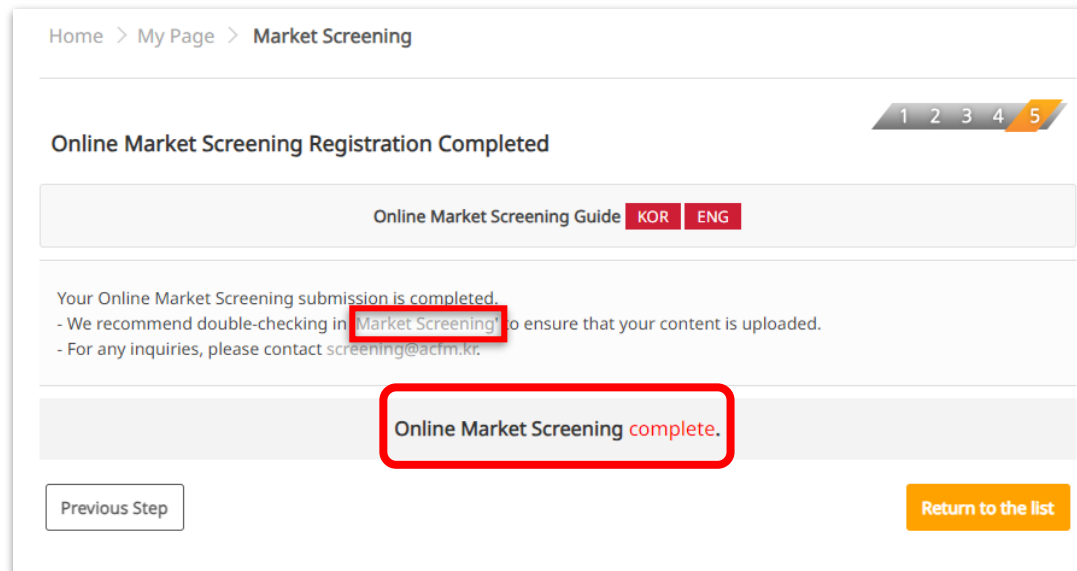 Home > My Page > Market Screening
1 2 3 4 5
Online Market Screening Registration Completed
Online Market Screening Guide KOR ENG
Your Online Market Screening submission is completed.
- We recommend double-checking in 'Market Screening' to ensure that your content is uploaded.
- For any inquiries, please contact screening@acfm.kr.
Online Market Screening complete.
Previous Step
Return to the list